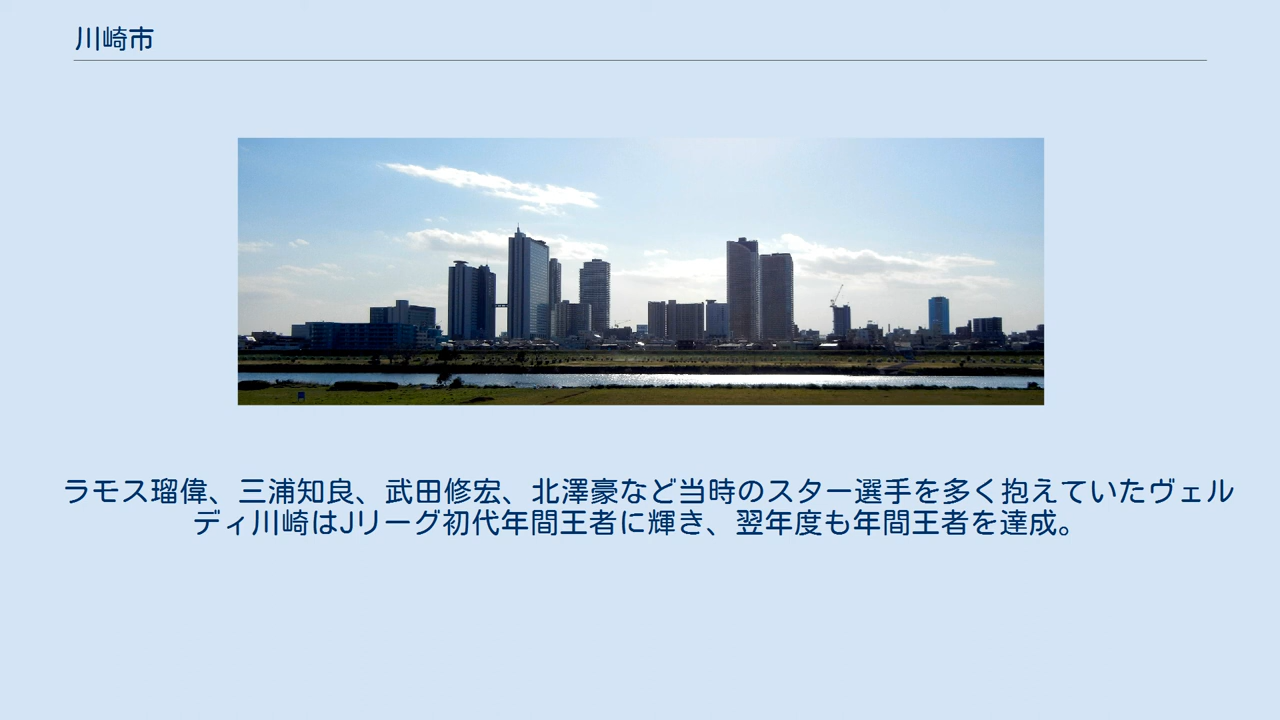 川崎市
ラモス瑠偉、三浦知良、武田修宏、北澤豪など当時のスター選手を多く抱えていたヴェル
ディ川崎はJリーグ初代年間王者に輝き、翌年度も年間王者を達成。